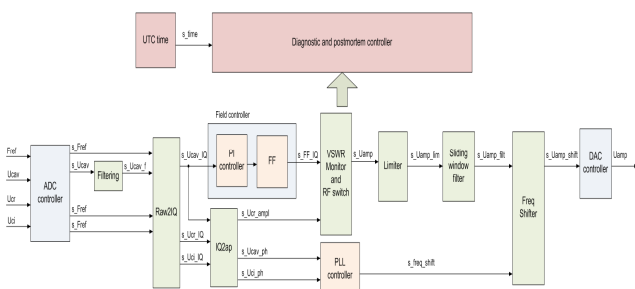 UTC time
s_time
Diagnostic and postmortem controller
Field controller
Fref
Ucav
Ucr
Uci
ADC
controller
s_Fref
s_Ucav
s_Fref
s_Fref
Filtering
s_Ucav_f
Raw2IQ
s_Ucav_IQ
PI
controller
FF
s_FF_IQ
s_Ucr_IQ
s_Uci_IQ
IQ2ap
s_Ucr_ampl
s_Ucav_ph
s_Uci_ph
VSWR
Monitor
and
RF switch
s_Uamp
Limiter
s_Uamp_lim
Sliding
window
filter
s_Uamp_filt
PLL
controller
s_freq_shift
Freq
Shifter
s_Uamp_shift
DAC
controller
Uamp